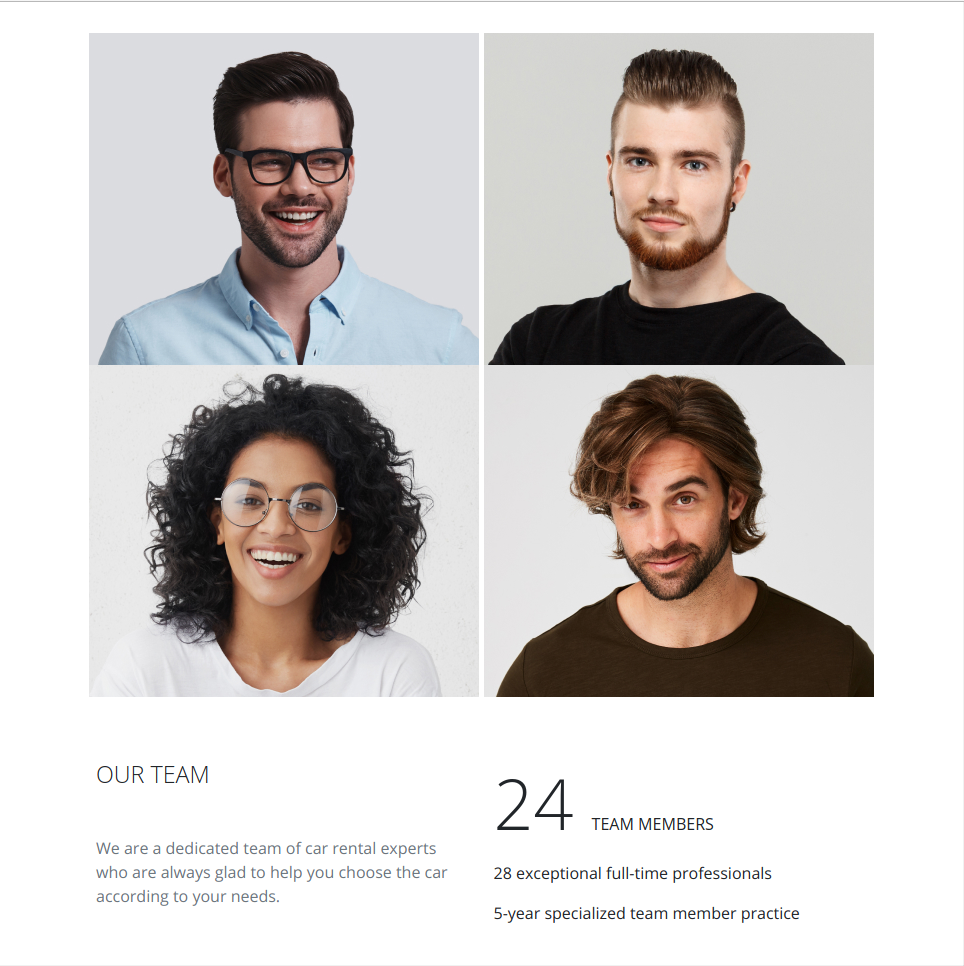 OUR TEAM
We are a dedicated team of car rental experts
who are always glad to help you choose the car
according to your needs.
24 TEAM MEMBERS
28 exceptional full-time professionals
5-year specialized team member practice